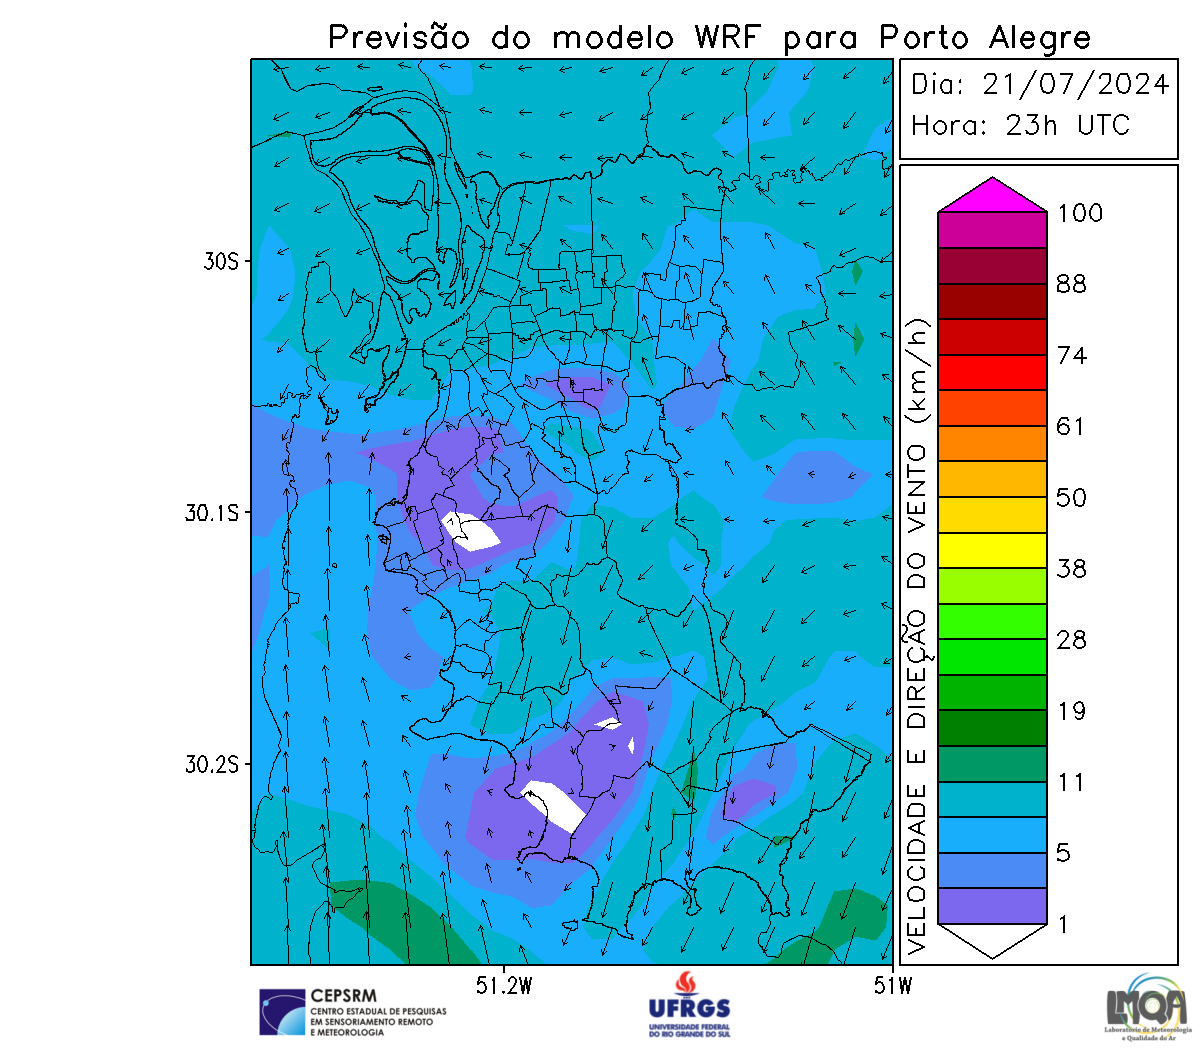 Previsão do modelo WRF para Porto Alegre
Dia: 21/07/2024
Hora: 23h UTC
30S
30.1S
30.2S
51.2W
51W
VELOCIDADE E DIREÇÃO DO VENTO (km/h)
100
88
74
61
50
38
28
19
11
5
1
CEPSRM
CENTRO ESTADUAL DE PESQUISAS
EM SENSORIAMENTO REMOTO
E METEOROLOGIA
UFRGS
UNIVERSIDADE FEDERAL
DO RIO GRANDE DO SUL
LMQA
Laboratório de Meteorologia
e Qualidade do Ar